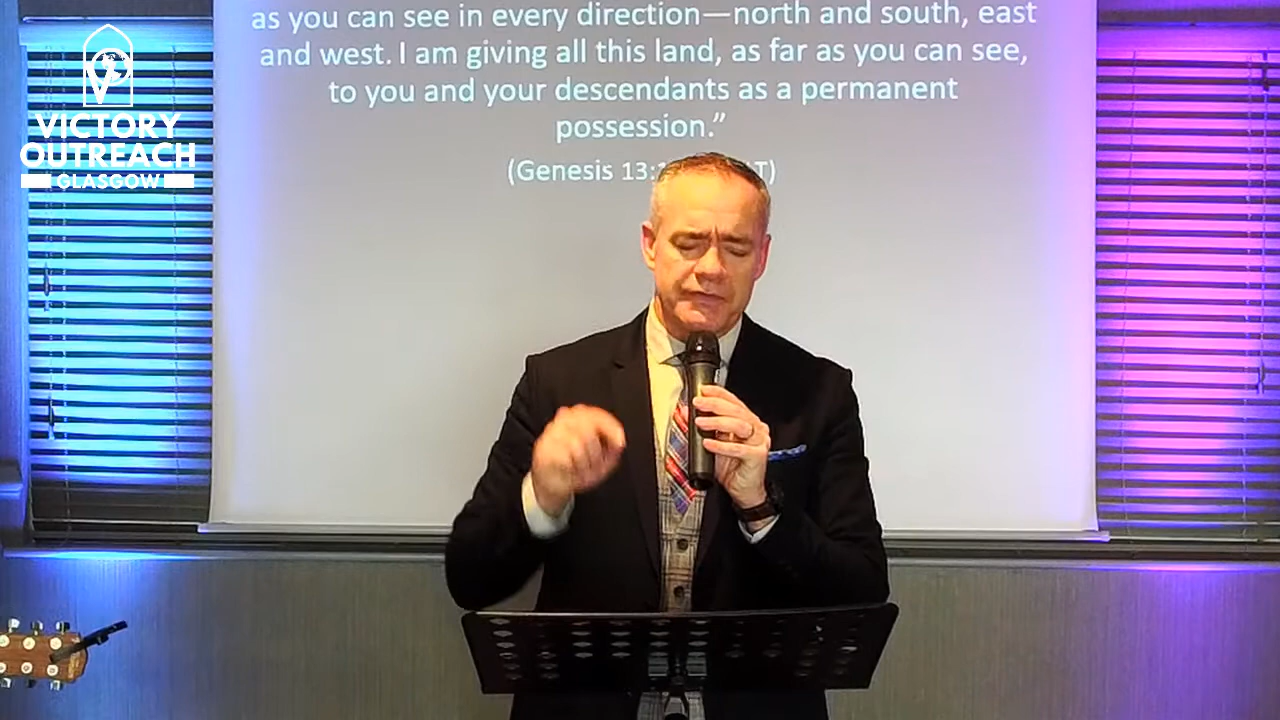 VICTORY
OUTREACH
GLASGOW
as you can see in every direction—north and south, east
and west. I am giving all this land, as far as you can see,
to you and your descendants as a permanent
possession.”
(Genesis 13: